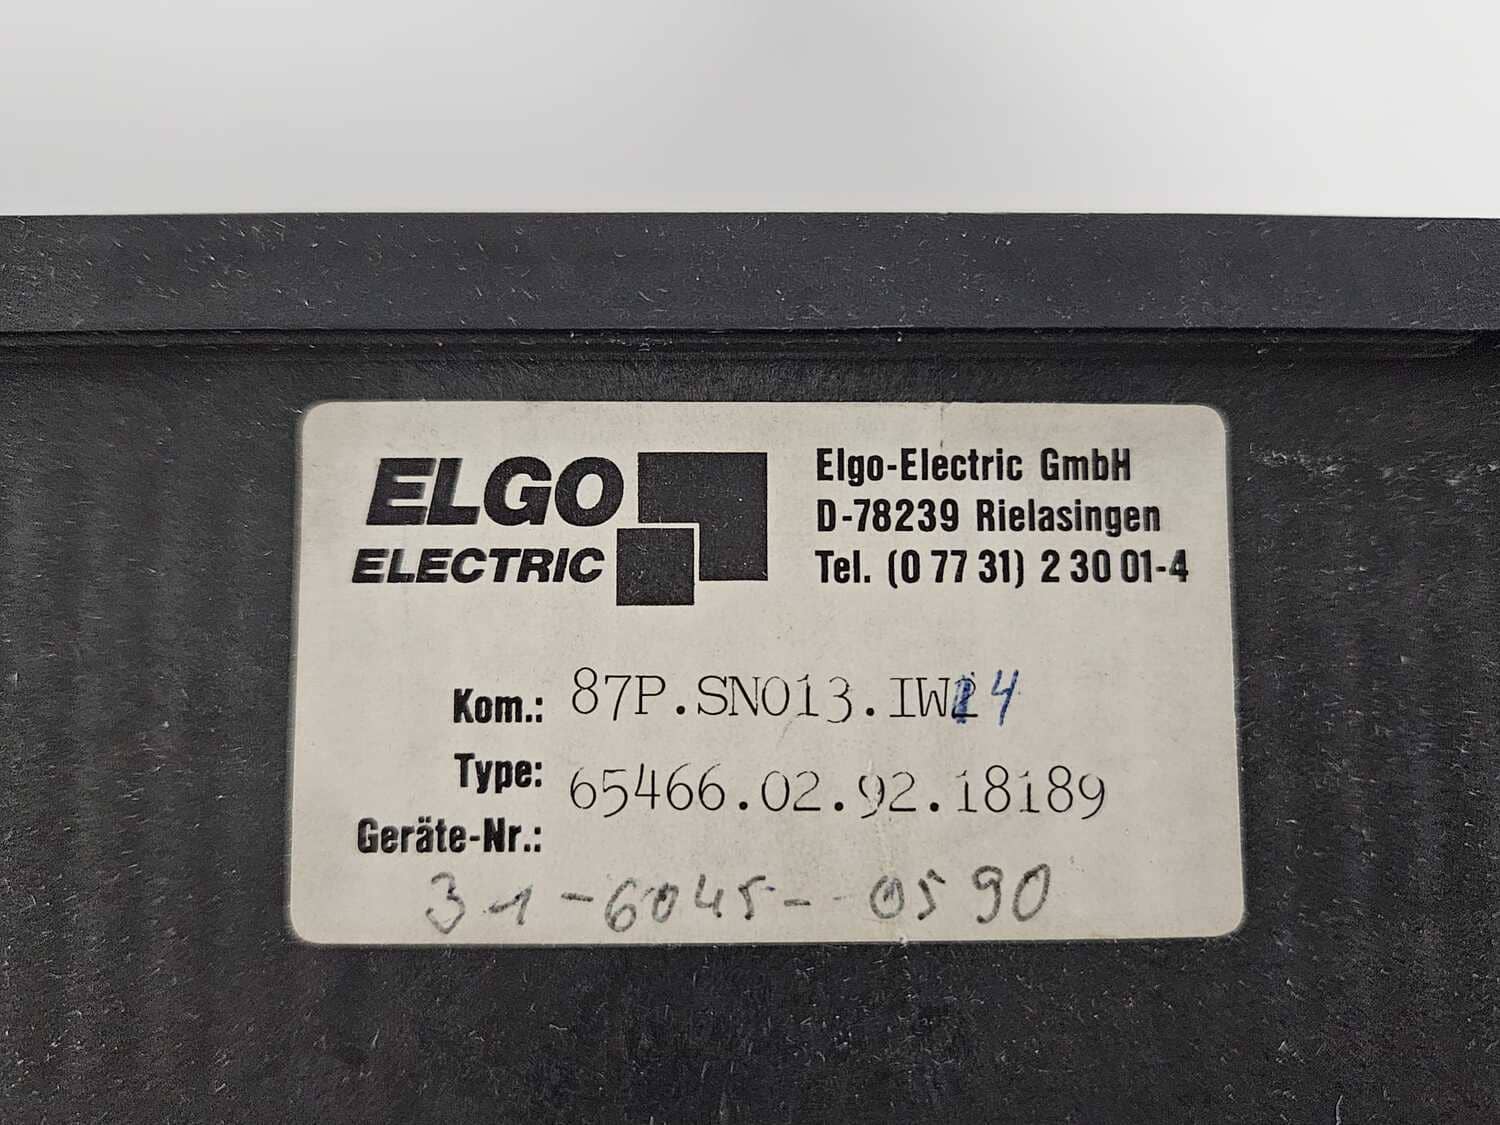 ELGO
ELECTRIC
Elgo-Electric GmbH
D-78239 Rielasingen
Tel. (0 77 31) 2 30 01-4
Kom.: 87P.SN013.IW14
Type: 65466.02.92.18189
Geräte-Nr.:
31-6045-0590